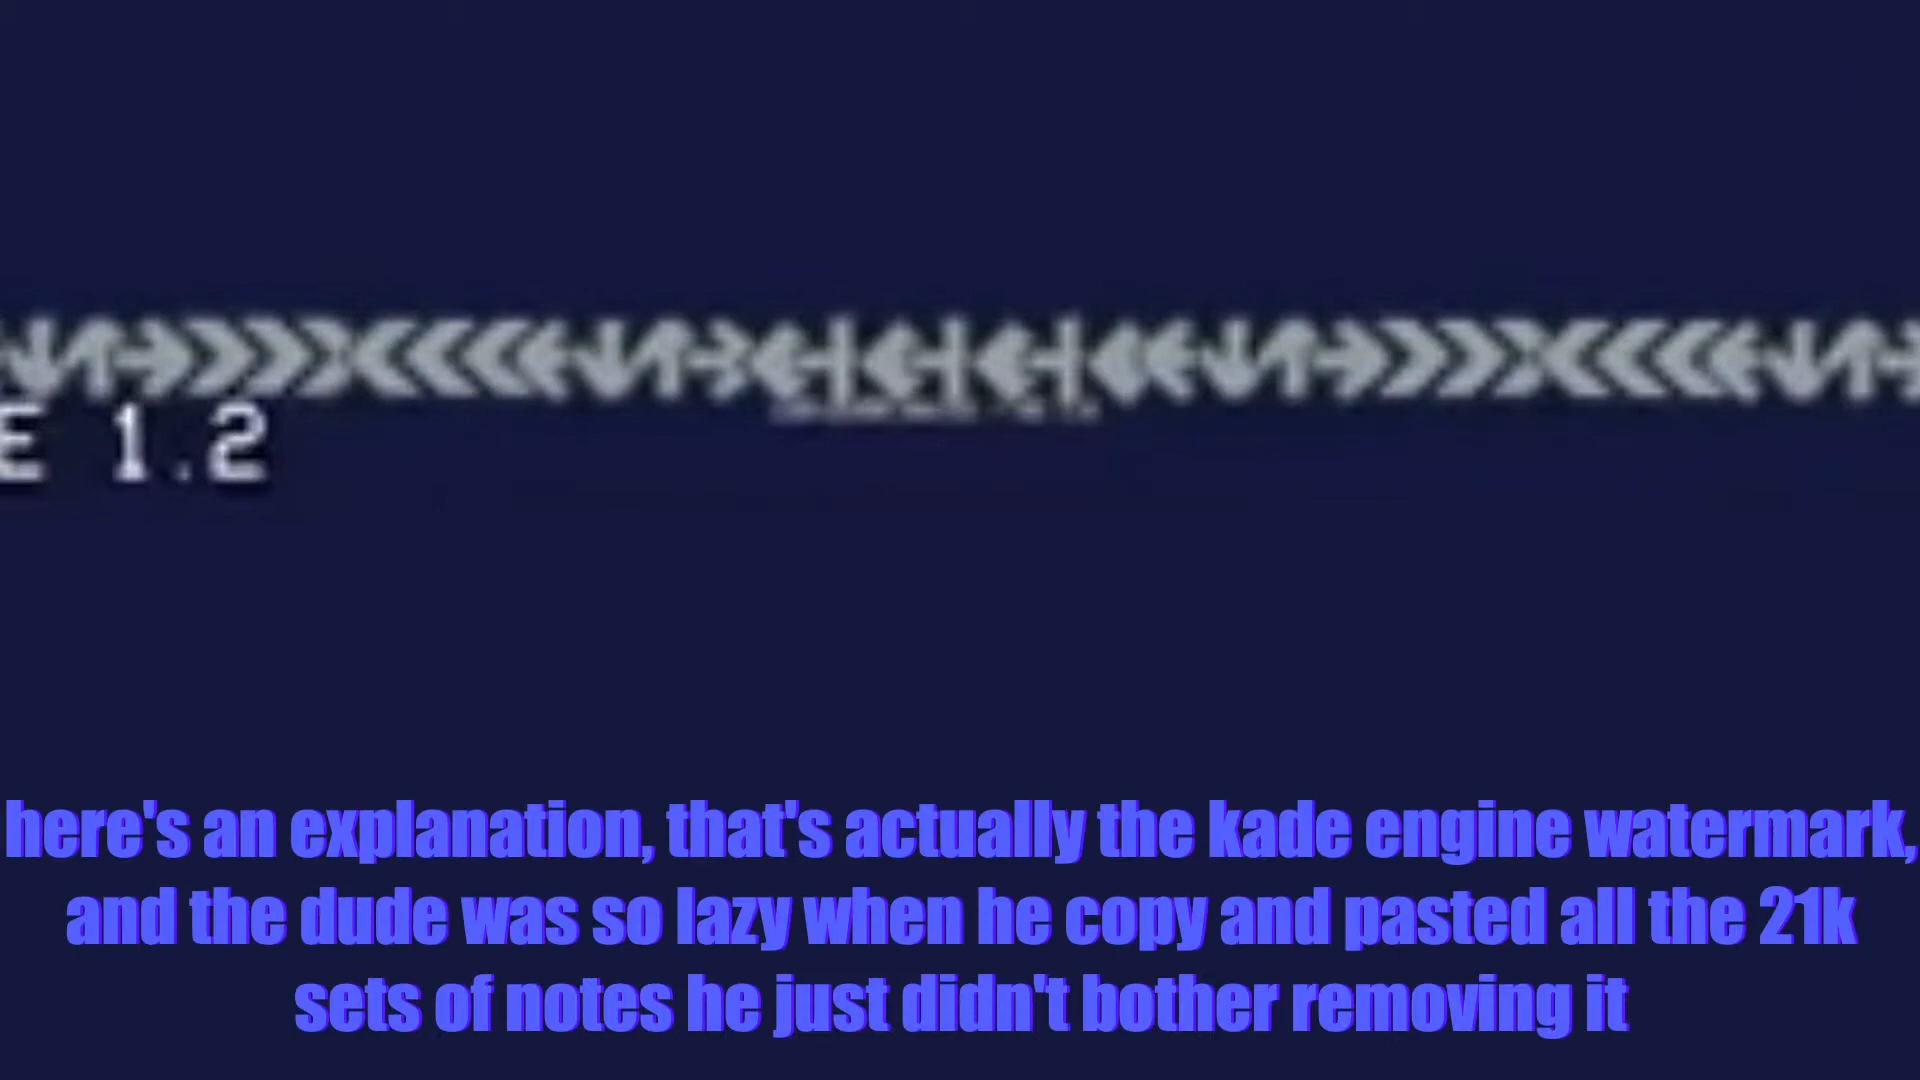 E 1.2
here's an explanation, that's actually the kade engine watermark,
and the dude was so lazy when he copy and pasted all the 21k
sets of notes he just didn't bother removing it